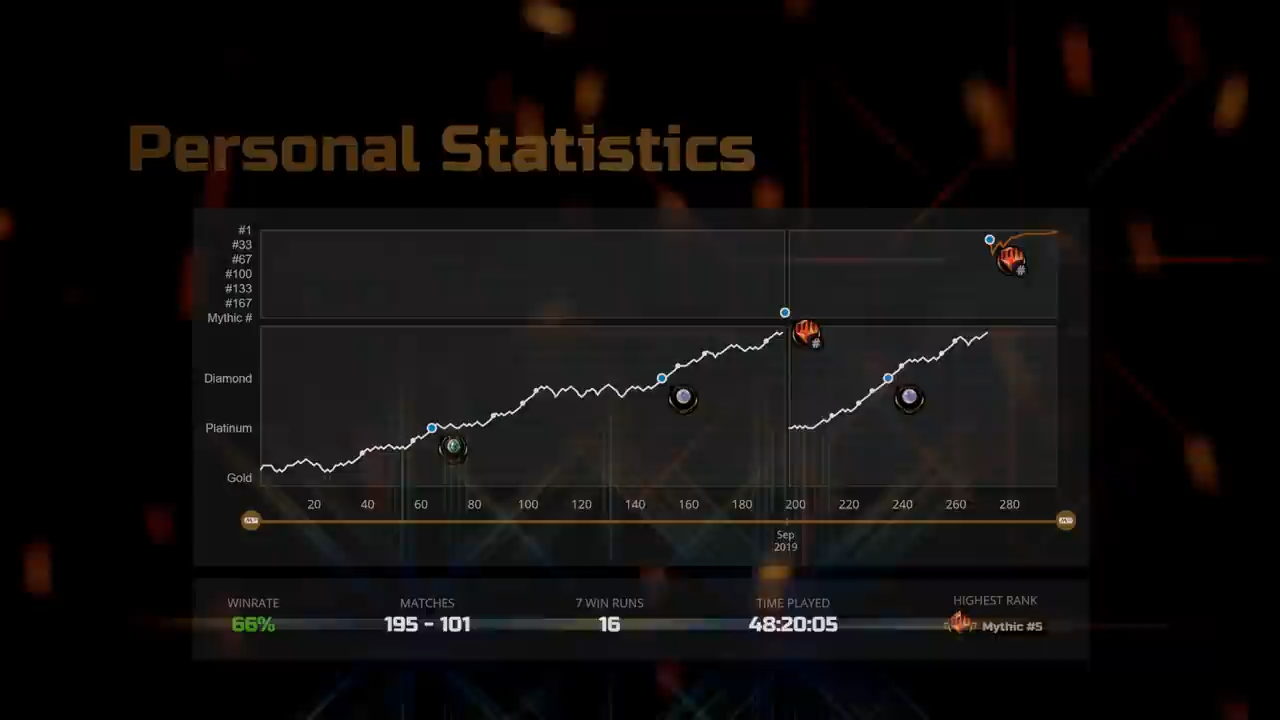 Personal Statistics
#1
#33
#67
#100
#133
#167
Mythic #
#
#
Diamond
Platinum
Gold
20 40 60 80 100 120 140 160 180 200 220 240 260 280
Sep
2019
WINRATE MATCHES 7 WIN RUNS TIME PLAYED HIGHEST RANK
66% 195 - 101 16 48:20:05 Mythic #5